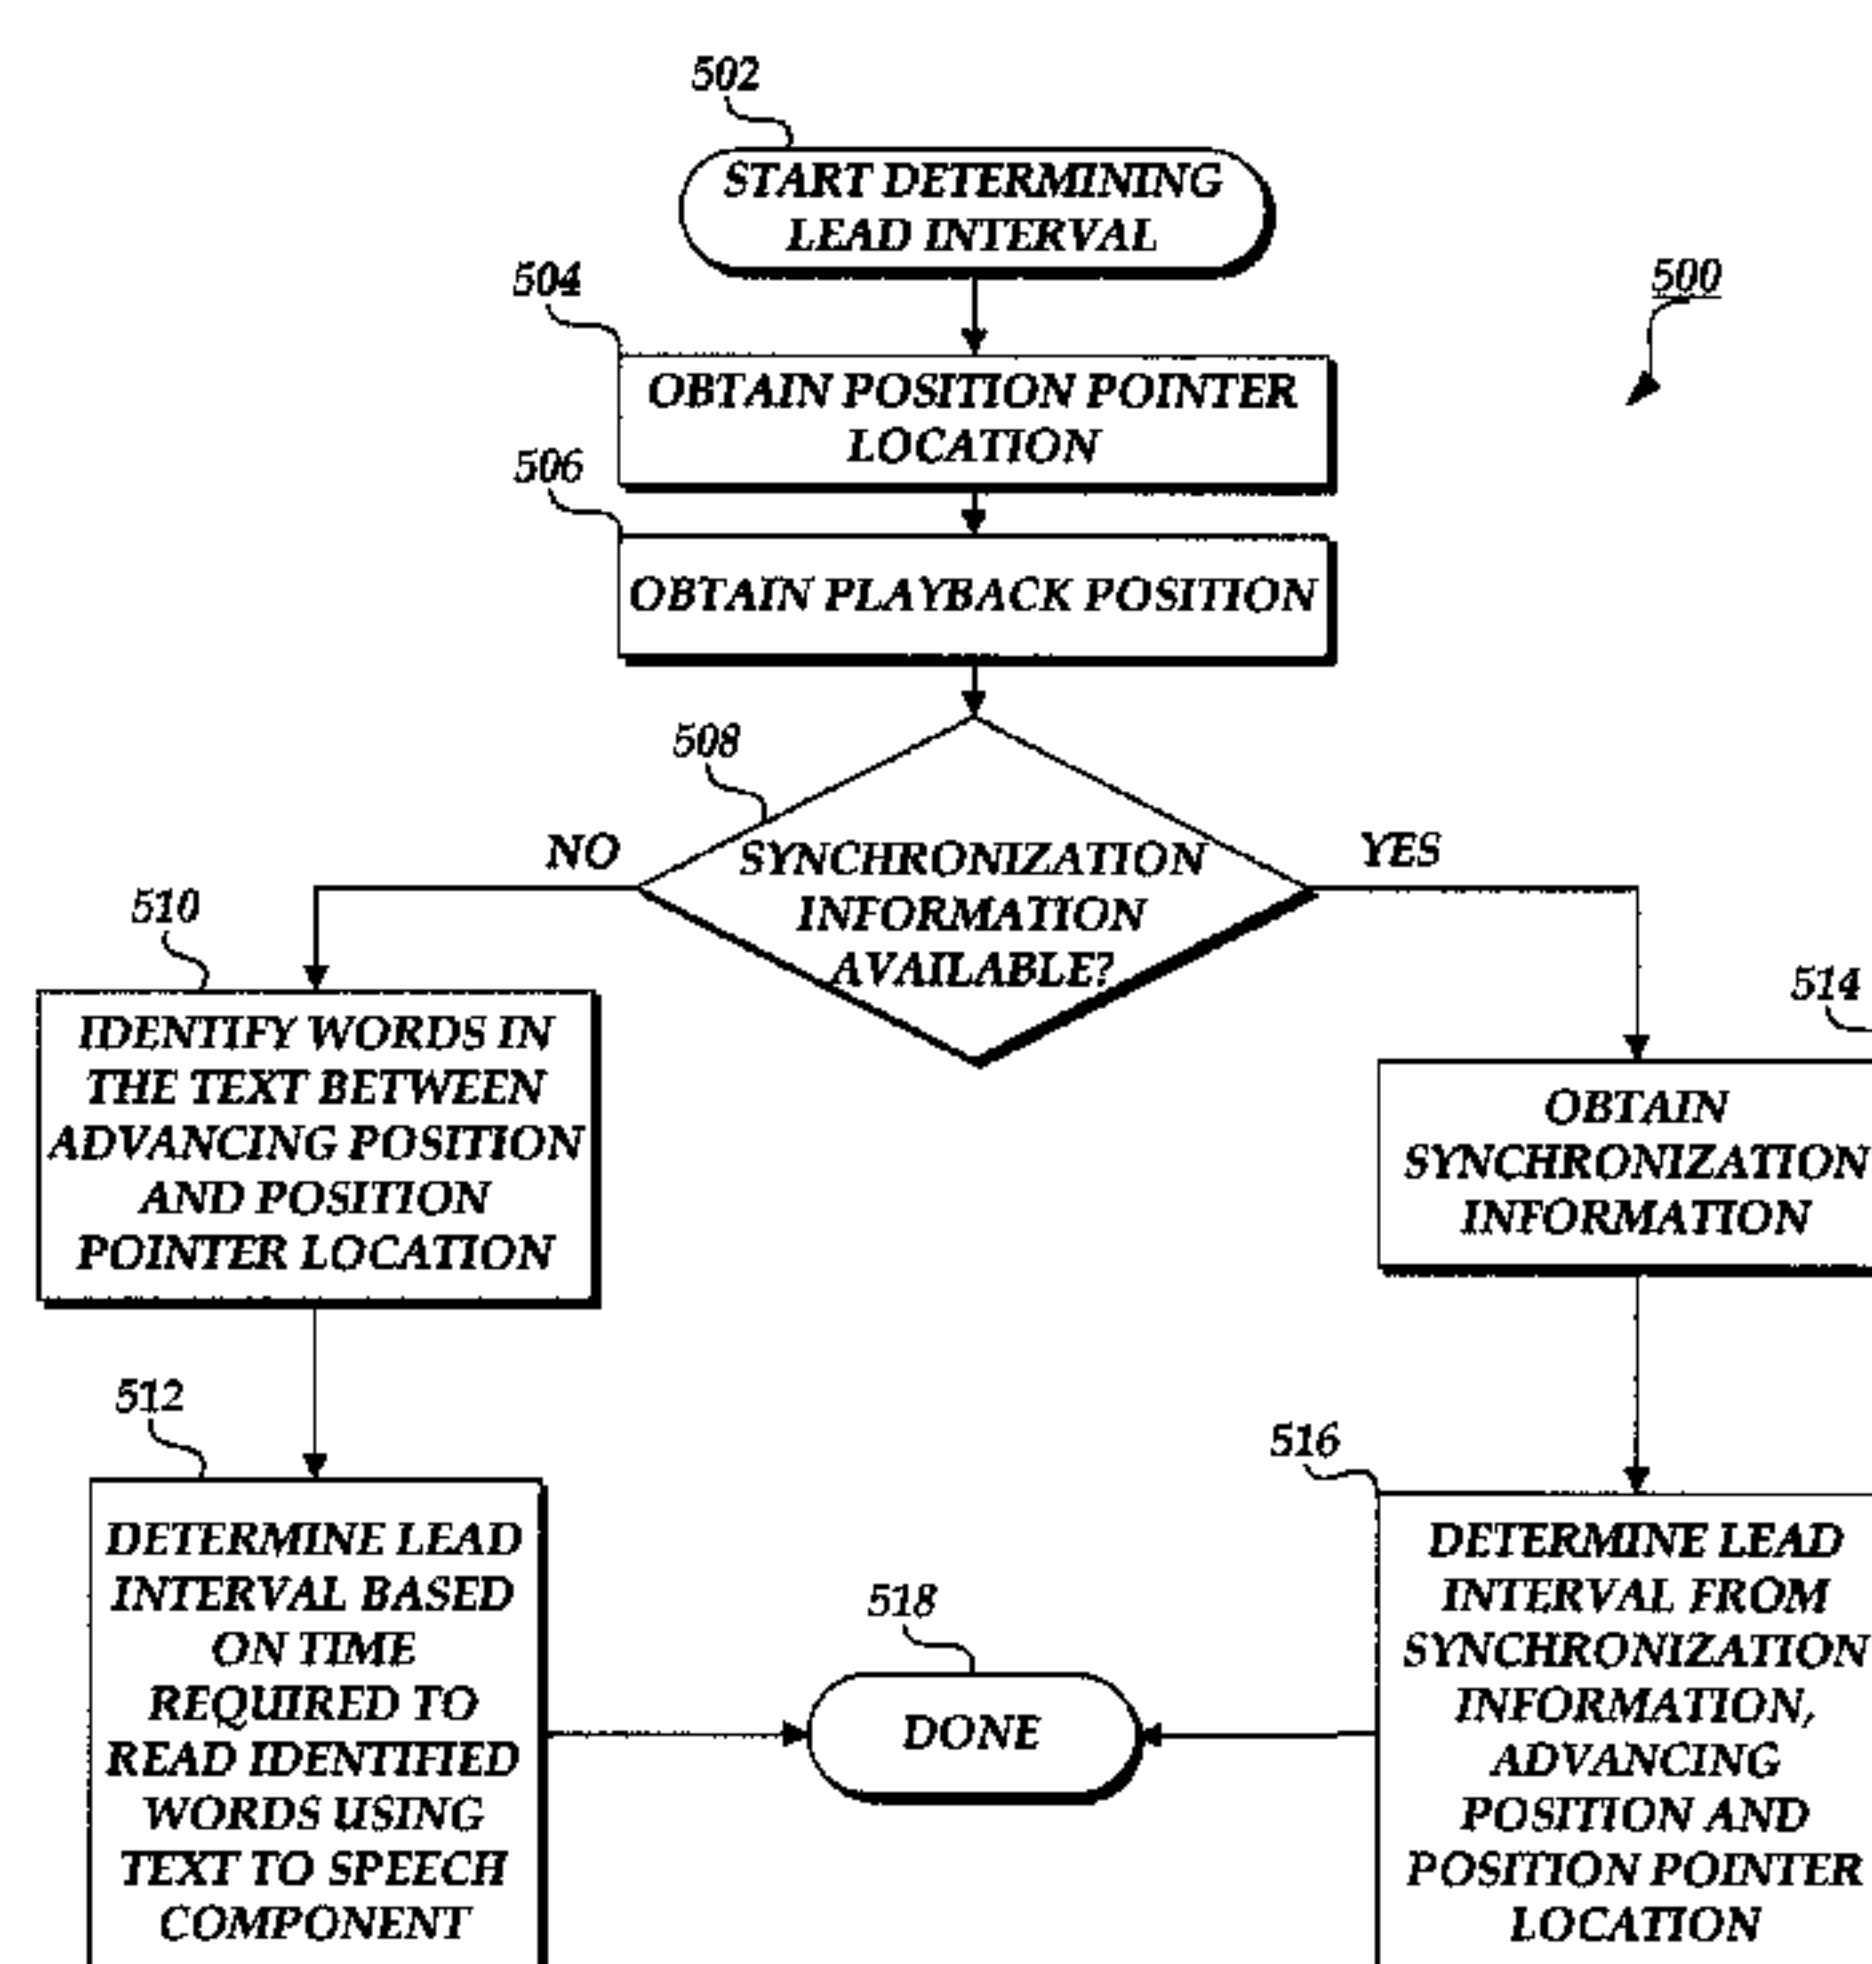 502
START DETERMINING
LEAD INTERVAL
500
504
OBTAIN POSITION POINTER
LOCATION
506
OBTAIN PLAYBACK POSITION
508
SYNCHRONIZATION
INFORMATION
AVAILABLE?
NO
YES
510
IDENTIFY WORDS IN
THE TEXT BETWEEN
ADVANCING POSITION
AND POSITION
POINTER LOCATION
514
OBTAIN
SYNCHRONIZATION
INFORMATION
512
DETERMINE LEAD
INTERVAL BASED
ON TIME
REQUIRED TO
READ IDENTIFIED
WORDS USING
TEXT TO SPEECH
COMPONENT
516
DETERMINE LEAD
INTERVAL FROM
SYNCHRONIZATION
INFORMATION,
ADVANCING
POSITION AND
POSITION POINTER
LOCATION
518
DONE